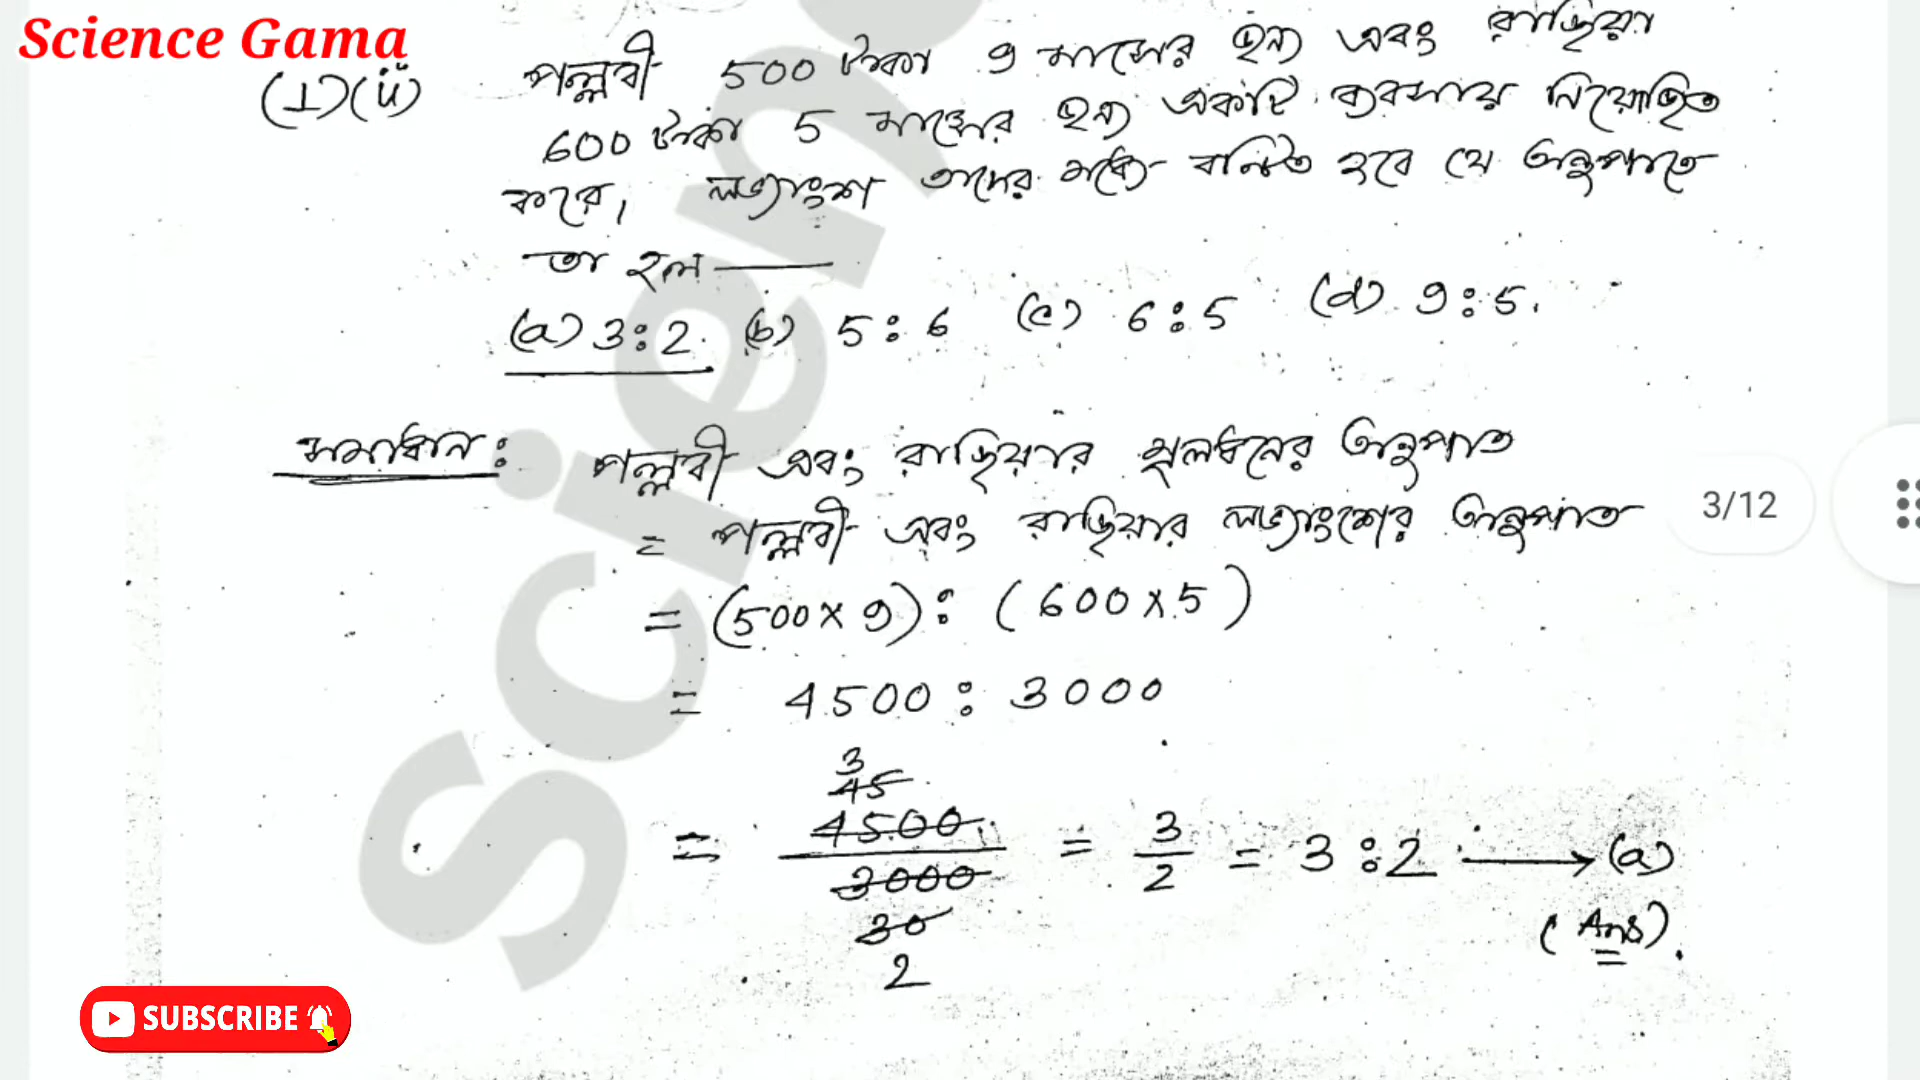 Science Gama
(1)(ii) পল্লবী 500 টাকা 9 মাসের জন্য এবং রাজিয়া
600 টাকা 5 মাসের জন্য একটি ব্যবসায় নিয়োজিত
করে, লভ্যাংশ তাদের মধ্যে বন্টিত হবে যে অনুপাতে
তা হল ———
(a) 3:2. (b) 5:6 (c) 6:5 (d) 9:5.
সমাধান: পল্লবী এবং রাজিয়ার মূলধনের অনুপাত
= পল্লবী এবং রাজিয়ার লভ্যাংশের অনুপাত
3/12
= (500×9): (600×5)
= 4500: 3000
3
45
= 4500/3000 = 3/2 = 3:2 ⟶ (a)
30
2
(Ans).
SUBSCRIBE
Science